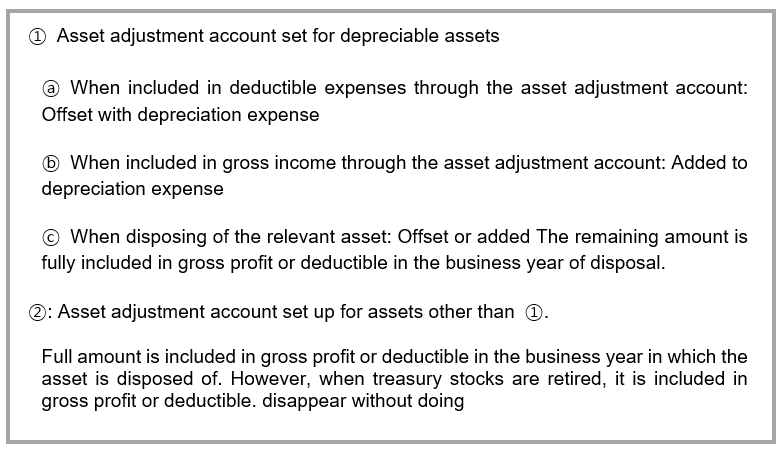 ① Asset adjustment account set for depreciable assets
ⓐ When included in deductible expenses through the asset adjustment account:
Offset with depreciation expense
ⓑ When included in gross income through the asset adjustment account: Added to
depreciation expense
ⓒ When disposing of the relevant asset: Offset or added The remaining amount is
fully included in gross profit or deductible in the business year of disposal.
②: Asset adjustment account set up for assets other than ①.
Full amount is included in gross profit or deductible in the business year in which the
asset is disposed of. However, when treasury stocks are retired, it is included in
gross profit or deductible. disappear without doing